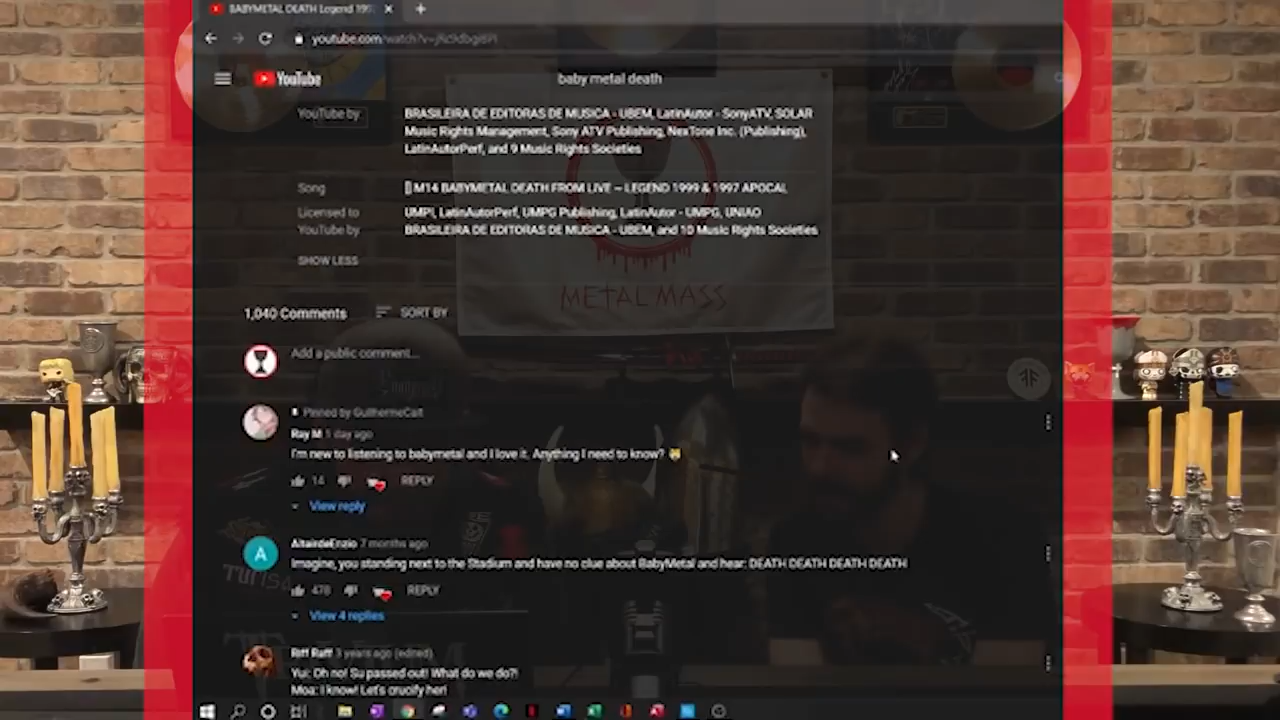 BABYMETAL DEATH Legend 199
youtube.com
YouTube
baby metal death
YouTube by
BRASILEIRA DE EDITORAS DE MUSICA - UBEM, LatinAutor - SonyATV, SOLAR
Music Rights Management, Sony ATV Publishing, NexTone Inc. (Publishing),
LatinAutorPerf, and 9 Music Rights Societies
Song
M14 BABYMETAL DEATH FROM LIVE ~ LEGEND 1999 & 1997 APOCAL
Licensed to
UMPI, LatinAutorPerf, UMPG Publishing, LatinAutor - UMPG, UNIAO
YouTube by
BRASILEIRA DE EDITORAS DE MUSICA - UBEM, and 10 Music Rights Societies
SHOW LESS
METAL MASS
1,040 Comments
SORT BY
Add a public comment...
Pinned by GuilhermeCait
Ray M 1 day ago
I'm new to listening to babymetal and I love it. Anything I need to know? 😸
14 REPLY
View reply
A
AltairdeEnzio 7 months ago
Imagine, you standing next to the Stadium and have no clue about BabyMetal and hear: DEATH DEATH DEATH DEATH
478 REPLY
View 4 replies
Riff Raff 3 years ago (edited)
Yui: Oh no! Su passed out! What do we do?!
Moa: I know! Let's crucify her!